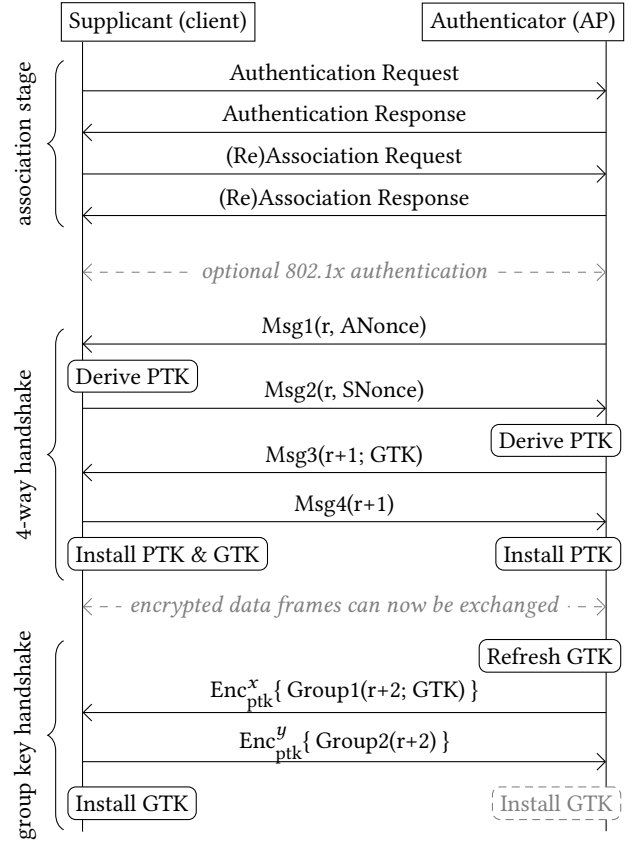 Supplicant (client)
Authenticator (AP)
association stage
Authentication Request
Authentication Response
(Re)Association Request
(Re)Association Response
optional 802.1x authentication
4-way handshake
Msg1(r, ANonce)
Derive PTK
Msg2(r, SNonce)
Derive PTK
Msg3(r+1; GTK)
Msg4(r+1)
Install PTK & GTK
Install PTK
encrypted data frames can now be exchanged
group key handshake
Refresh GTK
Enc^x_ptk{ Group1(r+2; GTK) }
Enc^y_ptk{ Group2(r+2) }
Install GTK
Install GTK